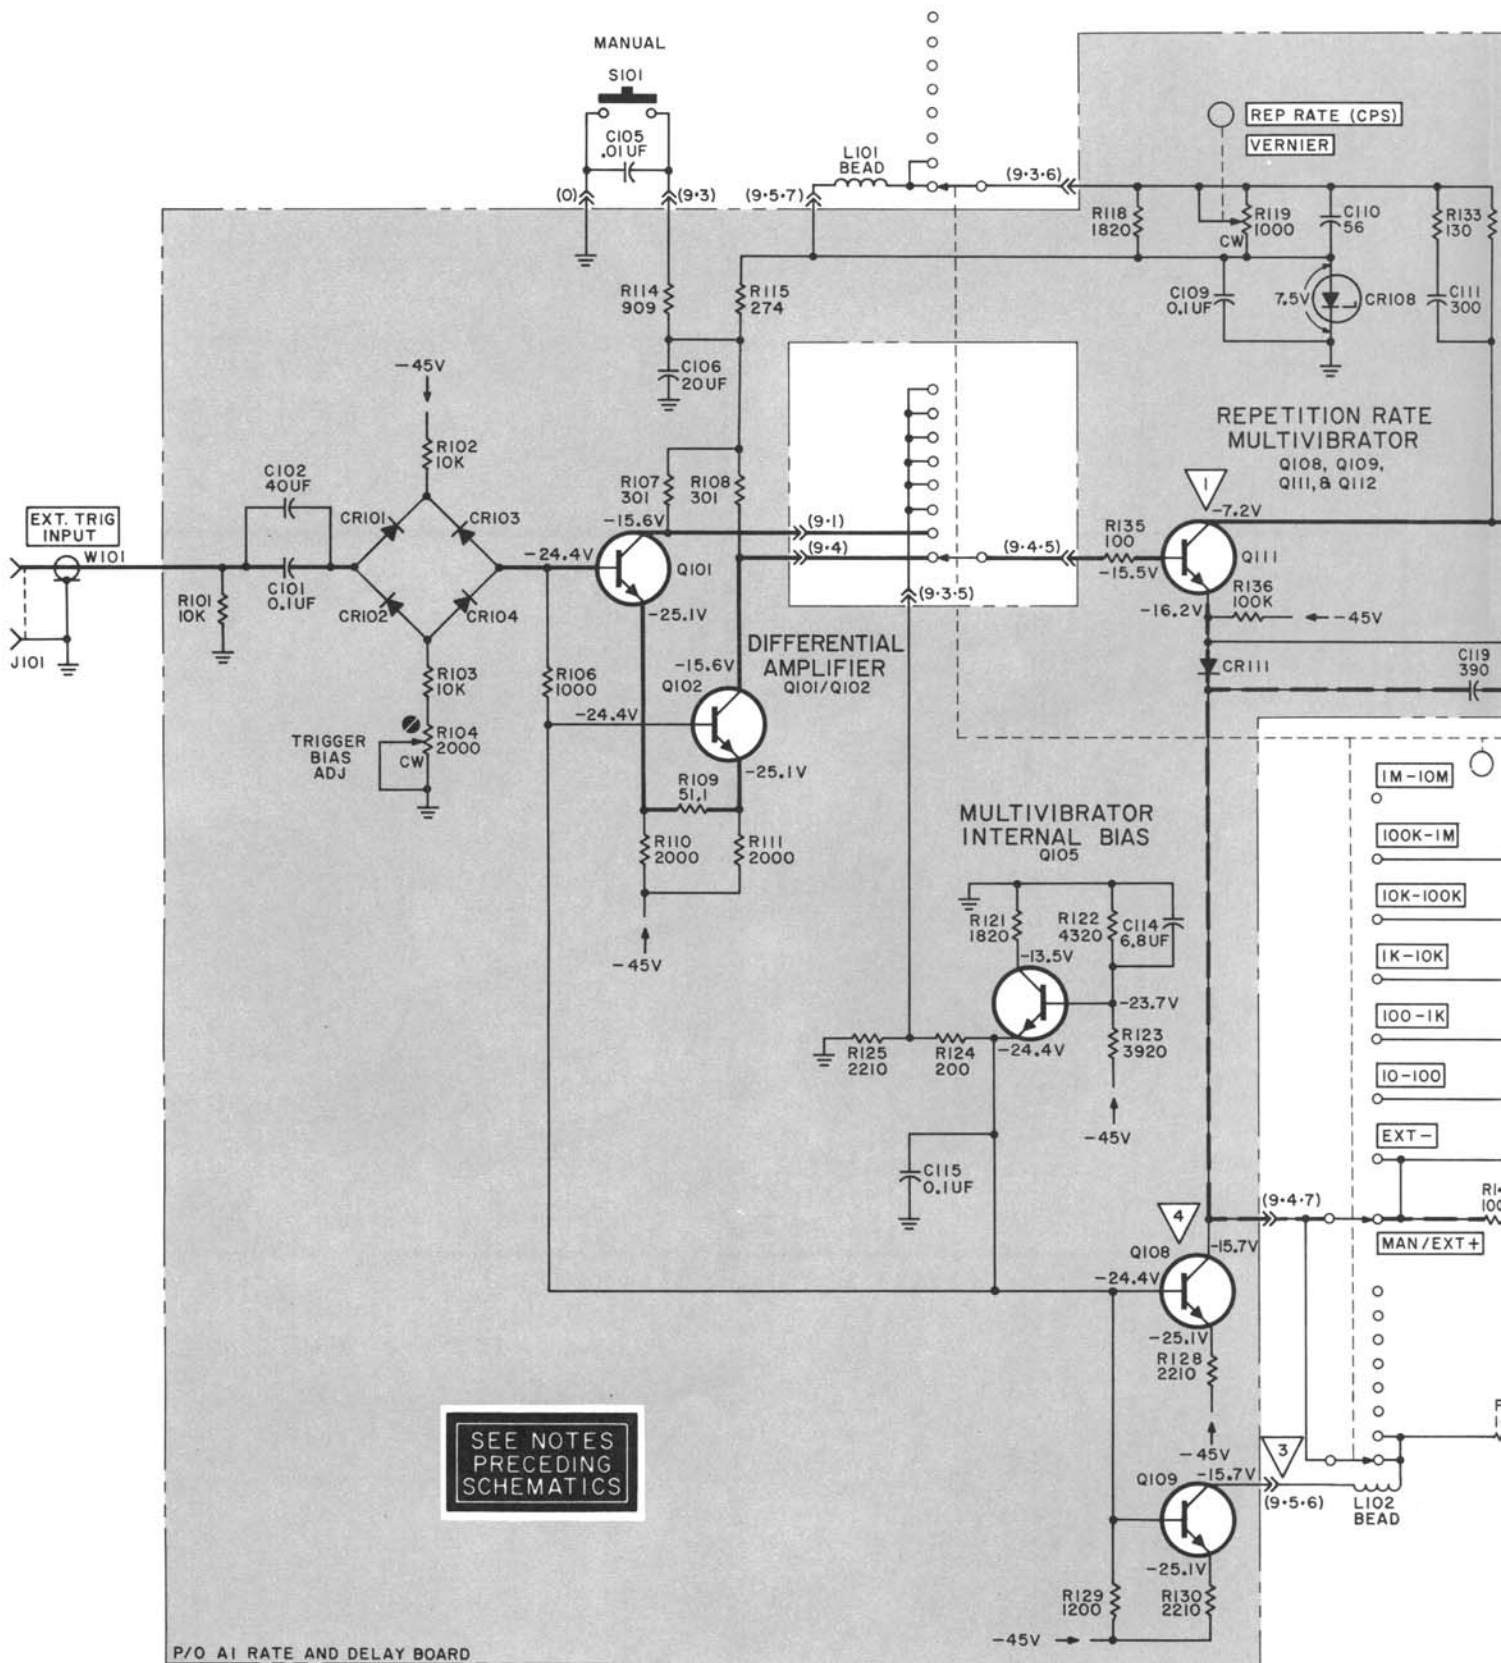 MANUAL
S101
C105
.01UF
(0)
(9·3)
L101
BEAD
(9·5·7)
(9·3·6)
REP RATE (CPS)
VERNIER
R118
1820
R119
1000
CW
C110
56
R133
130
C109
0.1UF
7.5V
CR108
C111
300
R114
909
R115
274
C106
20UF
-45V
R102
10K
C102
40UF
EXT. TRIG
INPUT
W101
J101
R101
10K
C101
0.1UF
CR101
CR103
CR102
CR104
R103
10K
TRIGGER
BIAS
ADJ
R104
2000
CW
R107
301
R108
301
-15.6V
-24.4V
Q101
-25.1V
(9·1)
(9·4)
(9·4·5)
(9·3·5)
REPETITION RATE
MULTIVIBRATOR
Q108, Q109,
Q111, & Q112
1
-7.2V
R135
100
-15.5V
Q111
-16.2V
R136
100K
-45V
CR111
C119
390
DIFFERENTIAL
AMPLIFIER
Q101/Q102
R106
1000
-15.6V
Q102
-24.4V
-25.1V
R109
51.1
R110
2000
R111
2000
-45V
MULTIVIBRATOR
INTERNAL BIAS
Q105
R121
1820
R122
4320
C114
6.8UF
-13.5V
-23.7V
-24.4V
R125
2210
R124
200
R123
3920
-45V
C115
0.1UF
1M-10M
100K-1M
10K-100K
1K-10K
100-1K
10-100
EXT-
MAN/EXT+
(9·4·7)
4
Q108
-15.7V
-24.4V
-25.1V
R128
2210
-45V
3
Q109
-15.7V
(9·5·6)
L102
BEAD
-25.1V
R129
1200
R130
2210
-45V
SEE NOTES
PRECEDING
SCHEMATICS
P/O A1 RATE AND DELAY BOARD